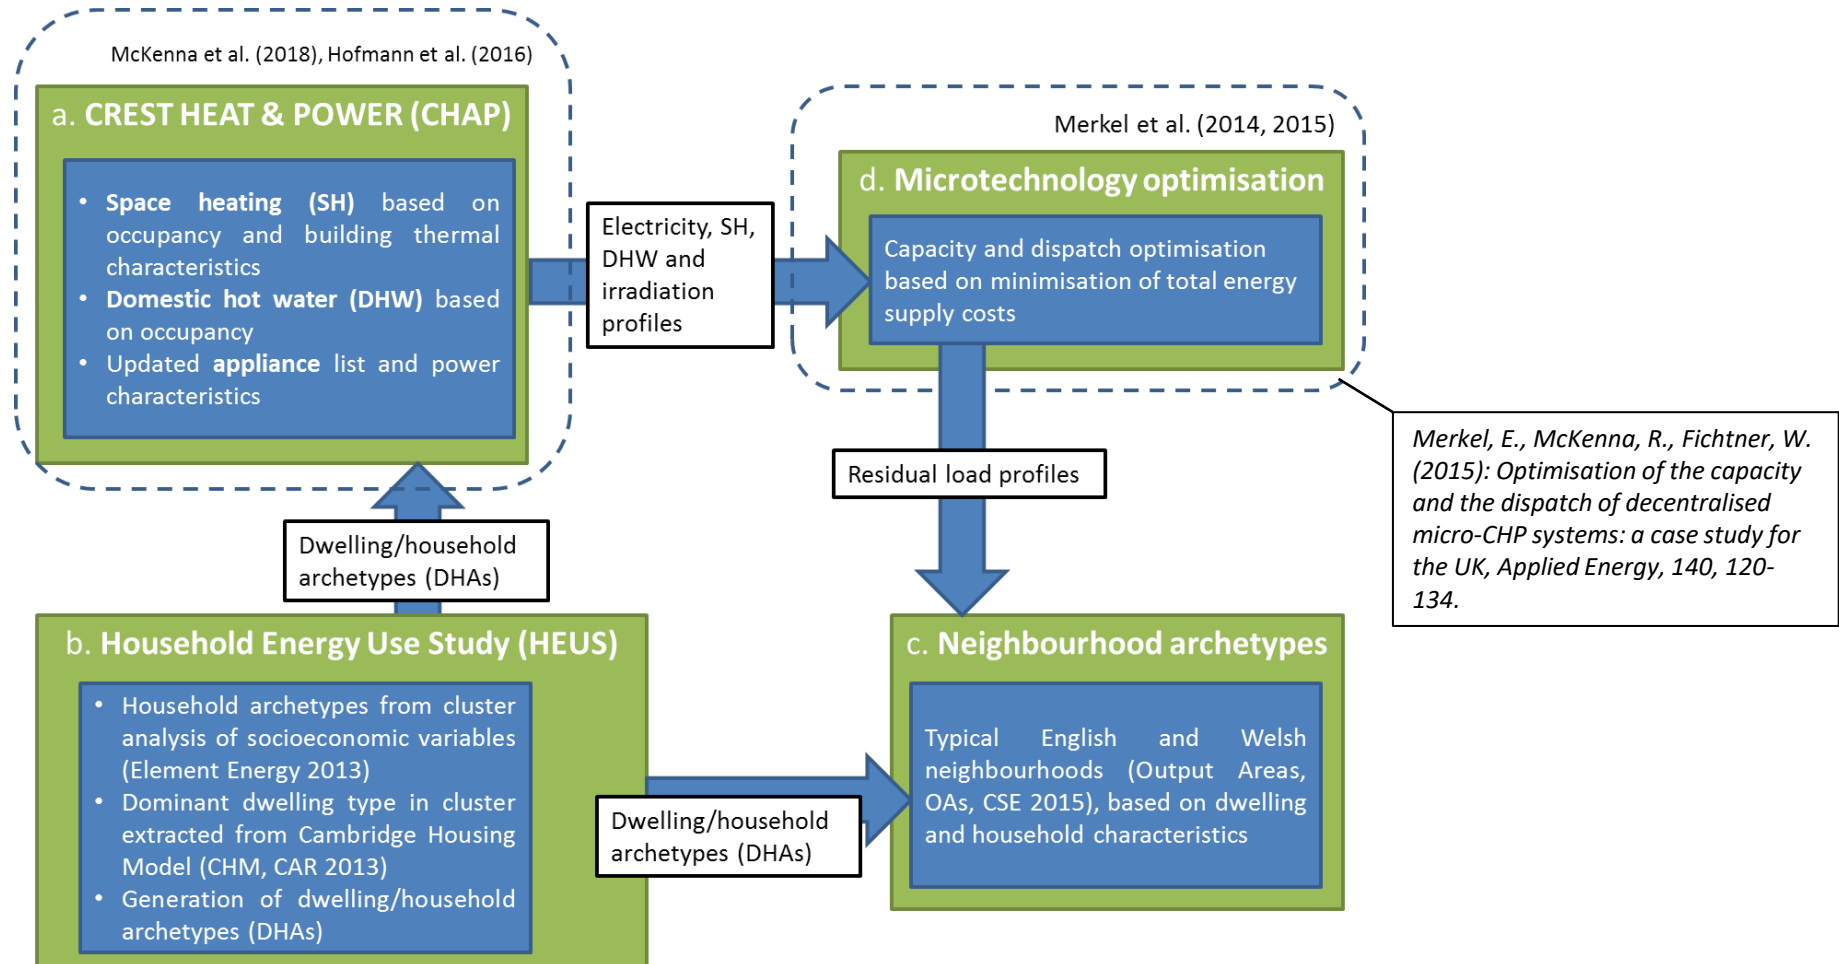 McKenna et al. (2018), Hofmann et al. (2016)
a. CREST HEAT & POWER (CHAP)
• Space heating (SH) based on
occupancy and building thermal
characteristics
• Domestic hot water (DHW) based
on occupancy
• Updated appliance list and power
characteristics
Electricity, SH,
DHW and
irradiation
profiles
Merkel et al. (2014, 2015)
d. Microtechnology optimisation
Capacity and dispatch optimisation
based on minimisation of total energy
supply costs
Merkel, E., McKenna, R., Fichtner, W.
(2015): Optimisation of the capacity
and the dispatch of decentralised
micro-CHP systems: a case study for
the UK, Applied Energy, 140, 120-
134.
Residual load profiles
Dwelling/household
archetypes (DHAs)
b. Household Energy Use Study (HEUS)
• Household archetypes from cluster
analysis of socioeconomic variables
(Element Energy 2013)
• Dominant dwelling type in cluster
extracted from Cambridge Housing
Model (CHM, CAR 2013)
• Generation of dwelling/household
archetypes (DHAs)
Dwelling/household
archetypes (DHAs)
c. Neighbourhood archetypes
Typical English and Welsh
neighbourhoods (Output Areas,
OAs, CSE 2015), based on dwelling
and household characteristics